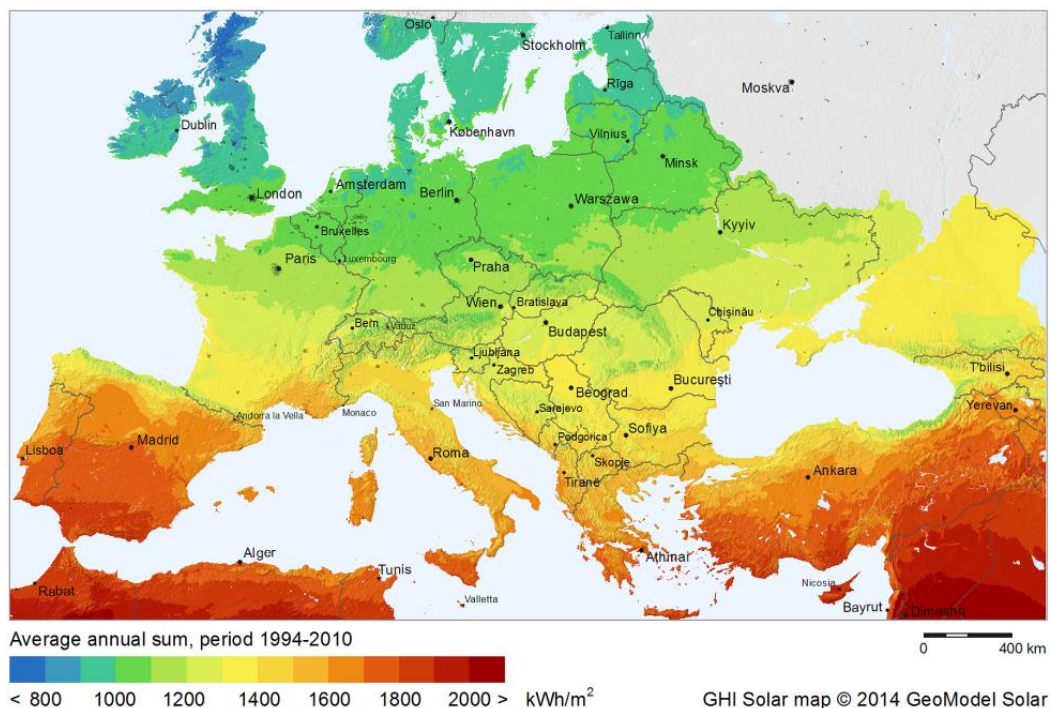 Oslo
Stockholm
Tallinn
Rīga
Moskva
Dublin
København
Vilnius
Minsk
London
Amsterdam
Berlin
Warszawa
Bruxelles
Kyyiv
Paris
Luxembourg
Praha
Wien
Bratislava
Bern
Vaduz
Budapest
Chişinău
Ljubljana
Zagreb
T'bilisi
Beograd
Bucureşti
Andorra la Vella
Monaco
San Marino
Sarajevo
Yerevan
Madrid
Podgorica
Sofiya
Lisboa
Roma
Skopje
Ankara
Tiranë
Alger
Athinai
Tunis
Rabat
Nicosia
Valletta
Bayrut
Dimashq
Average annual sum, period 1994-2010
400 km
< 800 1000 1200 1400 1600 1800 2000 > kWh/m²
GHI Solar map © 2014 GeoModel Solar